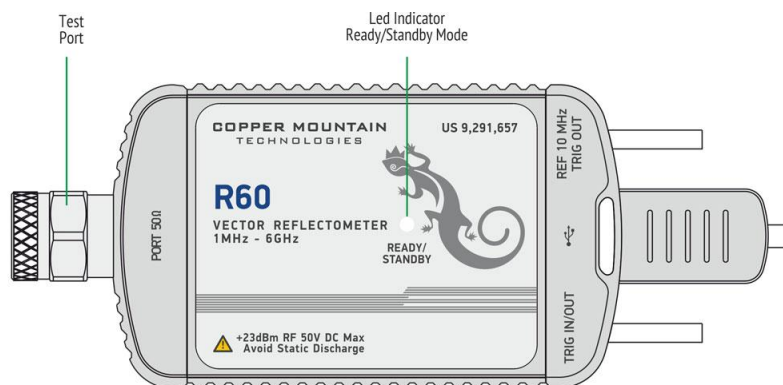 Test
Port
Led Indicator
Ready/Standby Mode
COPPER MOUNTAIN
TECHNOLOGIES
US 9,291,657
R60
VECTOR REFLECTOMETER
1MHz - 6GHz
READY/
STANDBY
+23dBm RF 50V DC Max
Avoid Static Discharge
PORT 50Ω
REF 10 MHz
TRIG OUT
TRIG IN/OUT